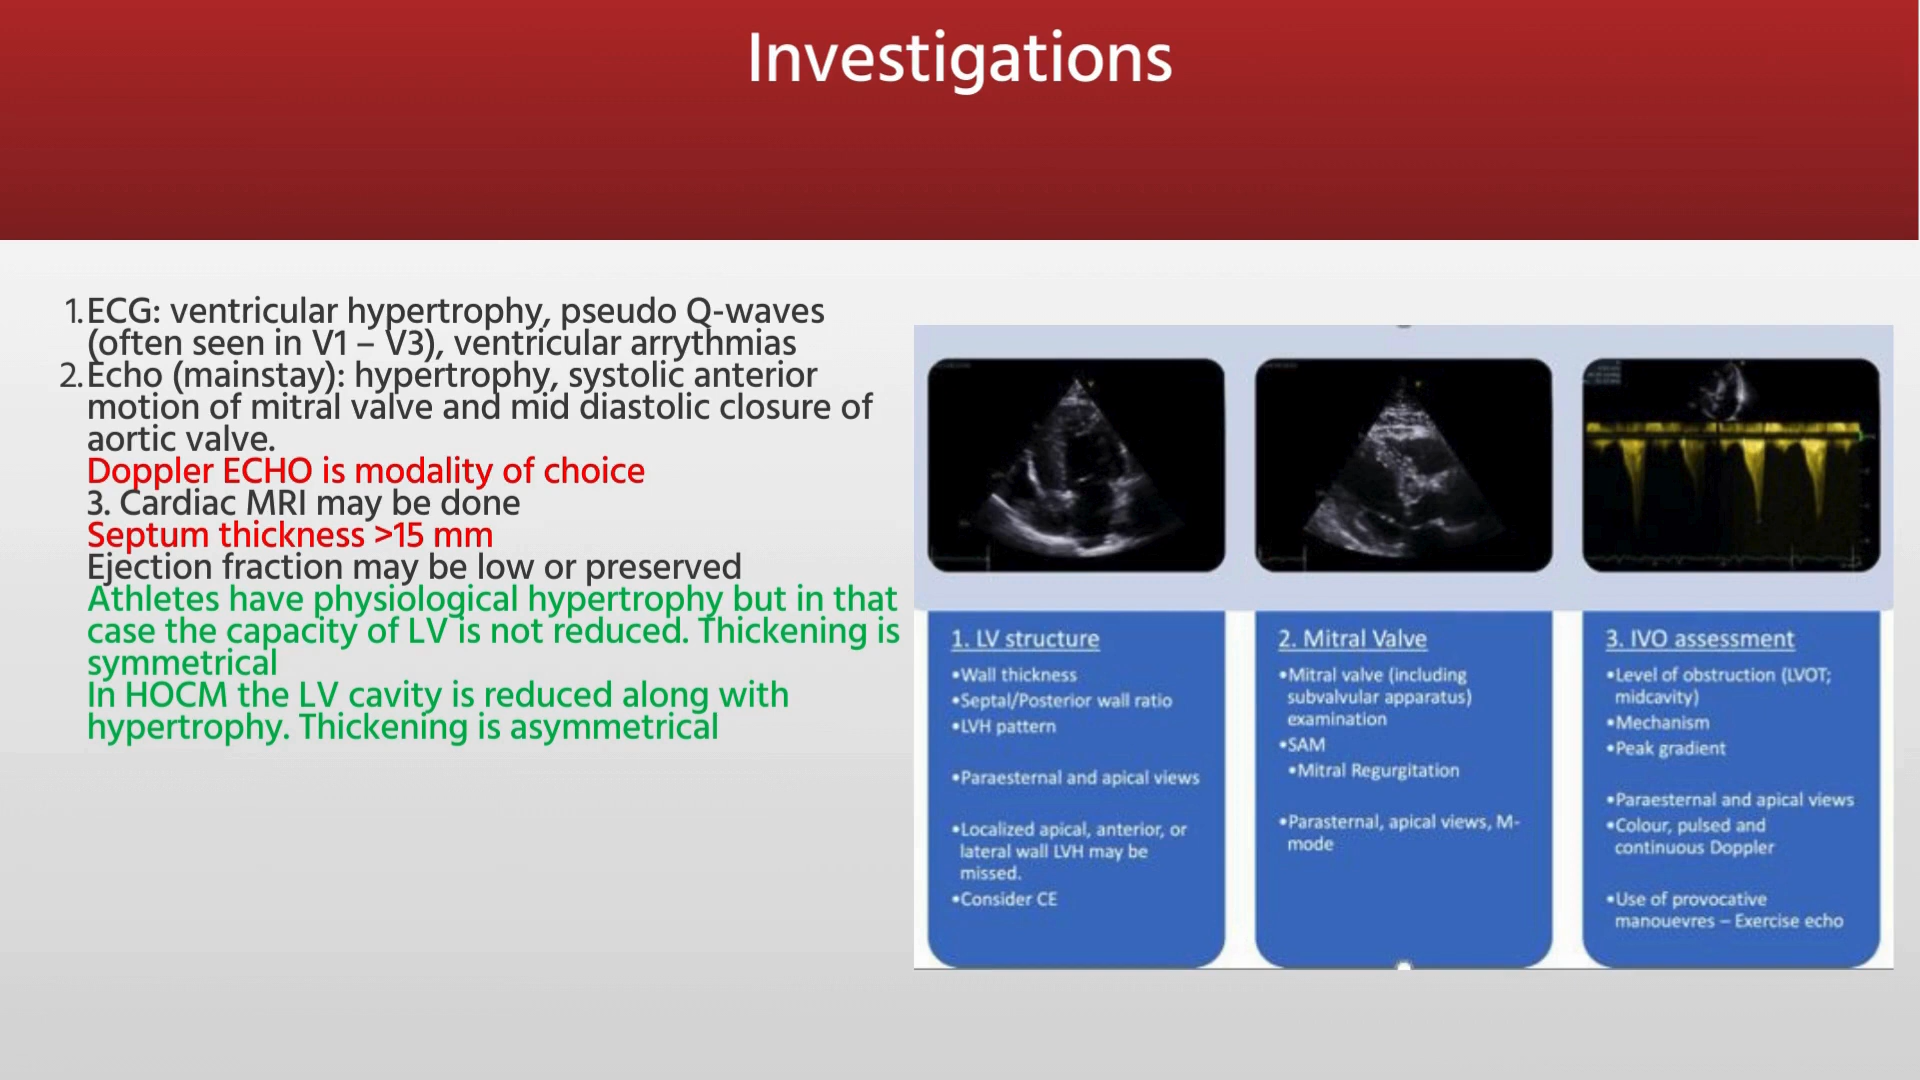 Investigations
1. ECG: ventricular hypertrophy, pseudo Q-waves
(often seen in V1 – V3), ventricular arrythmias
2. Echo (mainstay): hypertrophy, systolic anterior
motion of mitral valve and mid diastolic closure of
aortic valve.
Doppler ECHO is modality of choice
3. Cardiac MRI may be done
Septum thickness >15 mm
Ejection fraction may be low or preserved
Athletes have physiological hypertrophy but in that
case the capacity of LV is not reduced. Thickening is
symmetrical
In HOCM the LV cavity is reduced along with
hypertrophy. Thickening is asymmetrical
1. LV structure
•Wall thickness
•Septal/Posterior wall ratio
•LVH pattern
•Paraesternal and apical views
•Localized apical, anterior, or
lateral wall LVH may be
missed.
•Consider CE
2. Mitral Valve
•Mitral valve (including
subvalvular apparatus)
examination
•SAM
•Mitral Regurgitation
•Parasternal, apical views, M-
mode
3. IVO assessment
•Level of obstruction (LVOT;
midcavity)
•Mechanism
•Peak gradient
•Paraesternal and apical views
•Colour, pulsed and
continuous Doppler
•Use of provocative
manouevres – Exercise echo